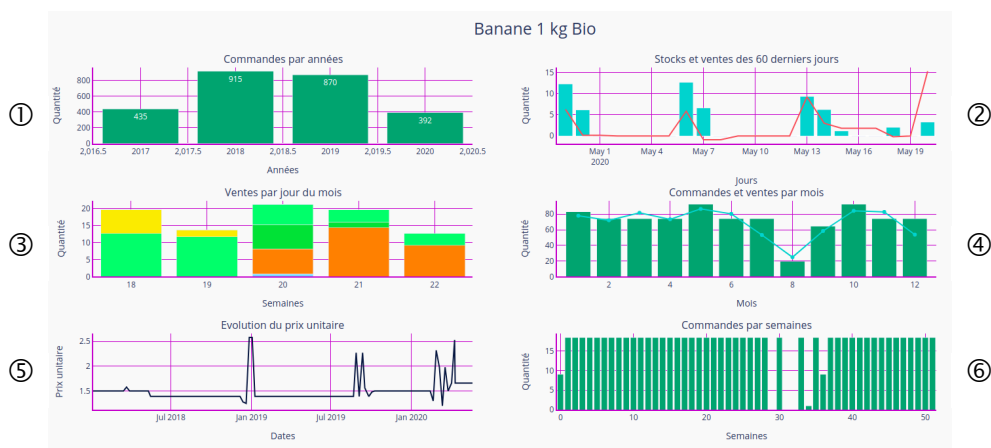 Banane 1 kg Bio
①
Commandes par années
Quantité
800
600
400
200
0
435
915
870
392
2,016.5
2017
2,017.5
2018
2,018.5
2019
2,019.5
2020
2,020.5
Années
②
Stocks et ventes des 60 derniers jours
Quantité
15
10
5
0
May 1
2020
May 4
May 7
May 10
May 13
May 16
May 19
Jours
③
Ventes par jour du mois
Quantité
20
15
10
5
0
18
19
20
21
22
Semaines
④
Commandes et ventes par mois
Quantité
80
60
40
20
0
2
4
6
8
10
12
Mois
⑤
Evolution du prix unitaire
Prix unitaire
2.5
2
1.5
Jul 2018
Jan 2019
Jul 2019
Jan 2020
Dates
⑥
Commandes par semaines
Quantité
15
10
5
0
0
10
20
30
40
50
Semaines